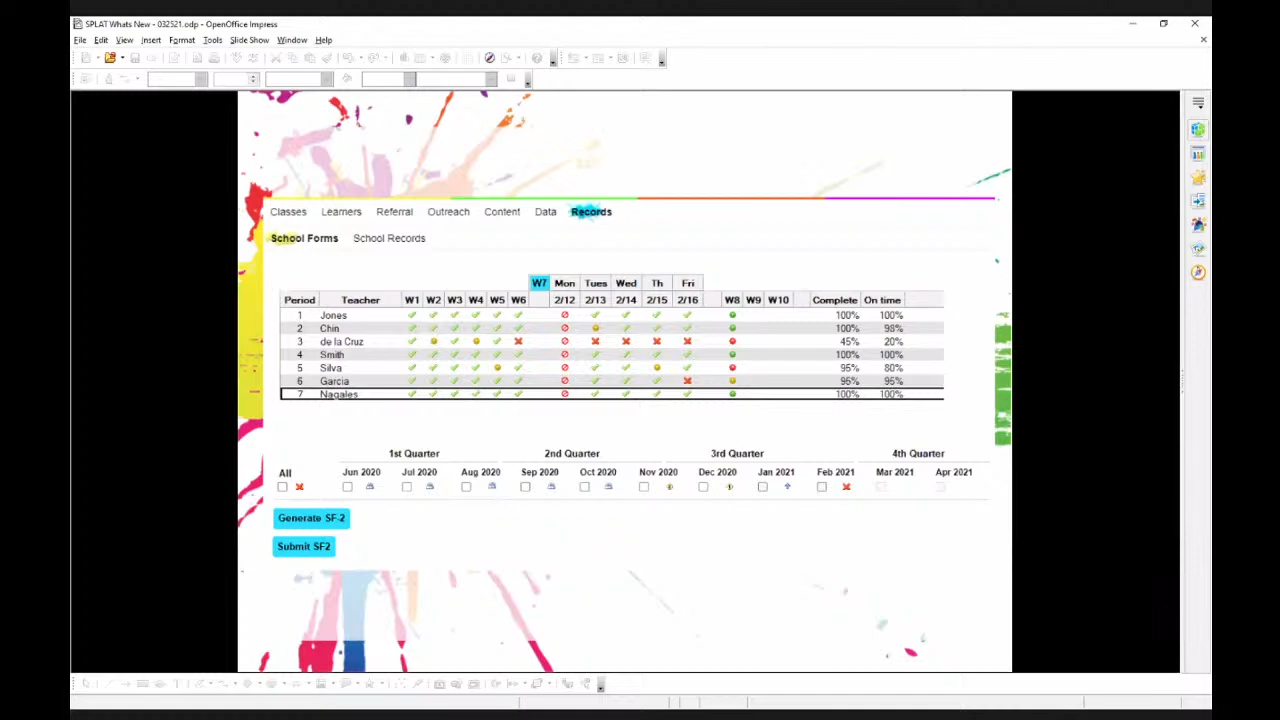 SPLAT Whats New - 032521.odp - OpenOffice Impress
File Edit View Insert Format Tools Slide Show Window Help
Classes Learners Referral Outreach Content Data Records
School Forms School Records
W7 Mon Tues Wed Th Fri
Period Teacher W1 W2 W3 W4 W5 W6 2/12 2/13 2/14 2/15 2/16 W8 W9 W10 Complete On time
1 Jones 100% 100%
2 Chin 100% 98%
3 de la Cruz 45% 20%
4 Smith 100% 100%
5 Silva 95% 80%
6 Garcia 95% 95%
7 Nagales 100% 100%
1st Quarter 2nd Quarter 3rd Quarter 4th Quarter
All Jun 2020 Jul 2020 Aug 2020 Sep 2020 Oct 2020 Nov 2020 Dec 2020 Jan 2021 Feb 2021 Mar 2021 Apr 2021
Generate SF-2
Submit SF2